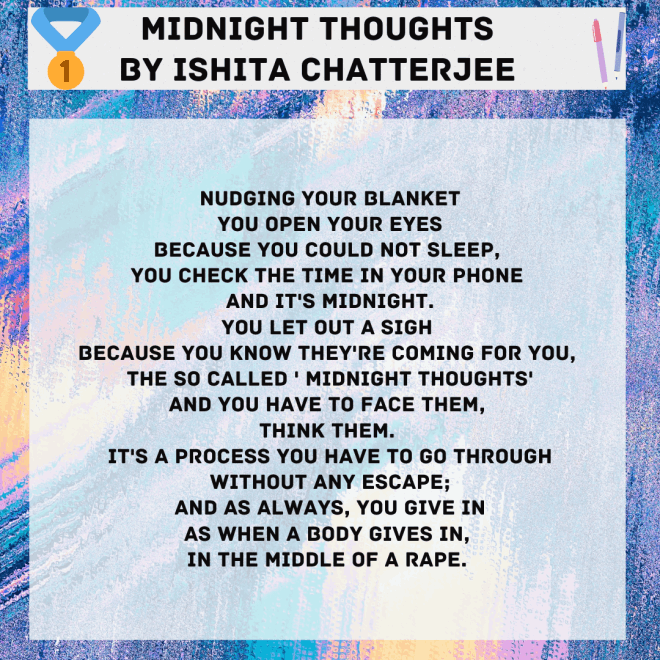 MIDNIGHT THOUGHTS
BY ISHITA CHATTERJEE
1
NUDGING YOUR BLANKET
YOU OPEN YOUR EYES
BECAUSE YOU COULD NOT SLEEP,
YOU CHECK THE TIME IN YOUR PHONE
AND IT'S MIDNIGHT.
YOU LET OUT A SIGH
BECAUSE YOU KNOW THEY'RE COMING FOR YOU,
THE SO CALLED ' MIDNIGHT THOUGHTS'
AND YOU HAVE TO FACE THEM,
THINK THEM.
IT'S A PROCESS YOU HAVE TO GO THROUGH
WITHOUT ANY ESCAPE;
AND AS ALWAYS, YOU GIVE IN
AS WHEN A BODY GIVES IN,
IN THE MIDDLE OF A RAPE.